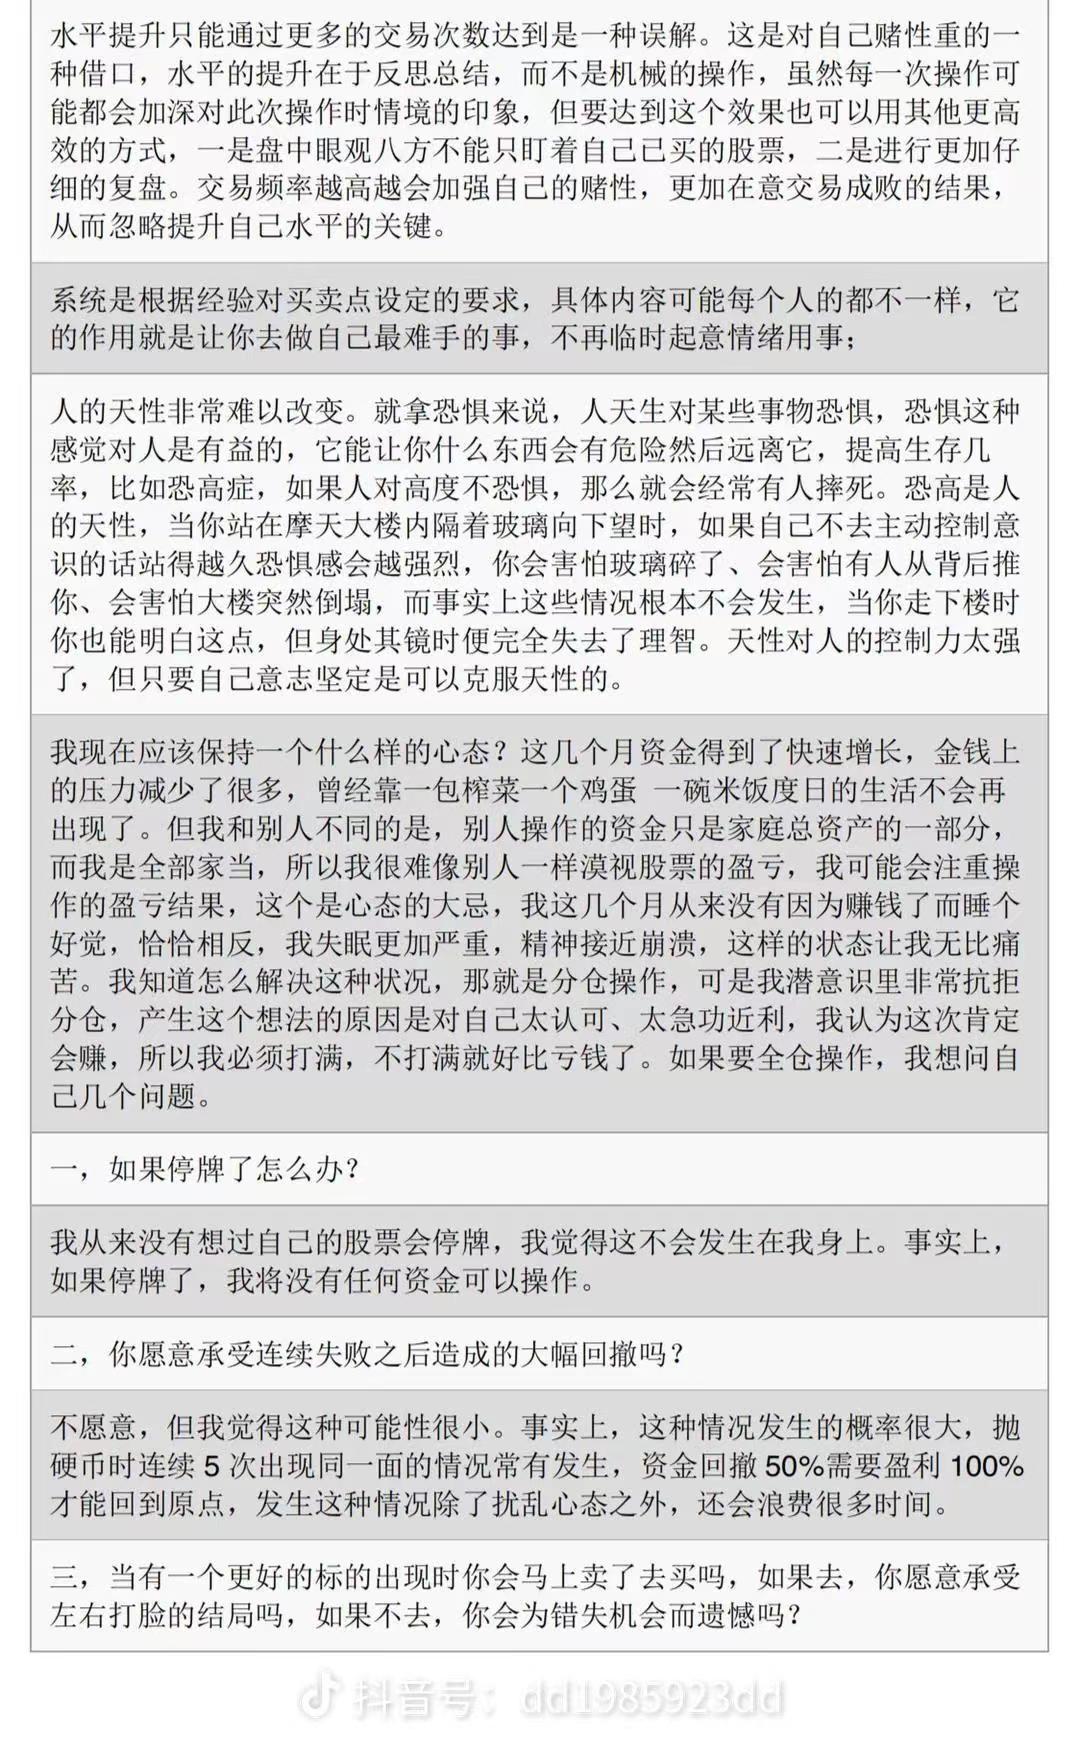 水平提升只能通过更多的交易次数达到是一种误解。这是对自己赌性重的一
种借口，水平的提升在于反思总结，而不是机械的操作，虽然每一次操作可
能都会加深对此次操作时情境的印象，但要达到这个效果也可以用其他更高
效的方式，一是盘中眼观八方不能只盯着自己已买的股票，二是进行更加仔
细的复盘。交易频率越高越会加强自己的赌性，更加在意交易成败的结果，
从而忽略提升自己水平的关键。
系统是根据经验对买卖点设定的要求，具体内容可能每个人的都不一样，它
的作用就是让你去做自己最难手的事，不再临时起意情绪用事；
人的天性非常难以改变。就拿恐惧来说，人天生对某些事物恐惧，恐惧这种
感觉对人是有益的，它能让你什么东西会有危险然后远离它，提高生存几
率，比如恐高症，如果人对高度不恐惧，那么就会经常有人摔死。恐高是人
的天性，当你站在摩天大楼内隔着玻璃向下望时，如果自己不去主动控制意
识的话站得越久恐惧感会越强烈，你会害怕玻璃碎了、会害怕有人从背后推
你、会害怕大楼突然倒塌，而事实上这些情况根本不会发生，当你走下楼时
你也能明白这点，但身处其镜时便完全失去了理智。天性对人的控制力太强
了，但只要自己意志坚定是可以克服天性的。
我现在应该保持一个什么样的心态？这几个月资金得到了快速增长，金钱上
的压力减少了很多，曾经靠一包榨菜一个鸡蛋 一碗米饭度日的生活不会再
出现了。但我和别人不同的是，别人操作的资金只是家庭总资产的一部分，
而我是全部家当，所以我很难像别人一样漠视股票的盈亏，我可能会注重操
作的盈亏结果，这个是心态的大忌，我这几个月从来没有因为赚钱了而睡个
好觉，恰恰相反，我失眠更加严重，精神接近崩溃，这样的状态让我无比痛
苦。我知道怎么解决这种状况，那就是分仓操作，可是我潜意识里非常抗拒
分仓，产生这个想法的原因是对自己太认可、太急功近利，我认为这次肯定
会赚，所以我必须打满，不打满就好比亏钱了。如果要全仓操作，我想问自
己几个问题。
一，如果停牌了怎么办？
我从来没有想过自己的股票会停牌，我觉得这不会发生在我身上。事实上，
如果停牌了，我将没有任何资金可以操作。
二，你愿意承受连续失败之后造成的大幅回撤吗？
不愿意，但我觉得这种可能性很小。事实上，这种情况发生的概率很大，抛
硬币时连续 5 次出现同一面的情况常有发生，资金回撤 50%需要盈利 100%
才能回到原点，发生这种情况除了扰乱心态之外，还会浪费很多时间。
三，当有一个更好的标的出现时你会马上卖了去买吗，如果去，你愿意承受
左右打脸的结局吗，如果不去，你会为错失机会而遗憾吗？
抖音号：dd1985923dd